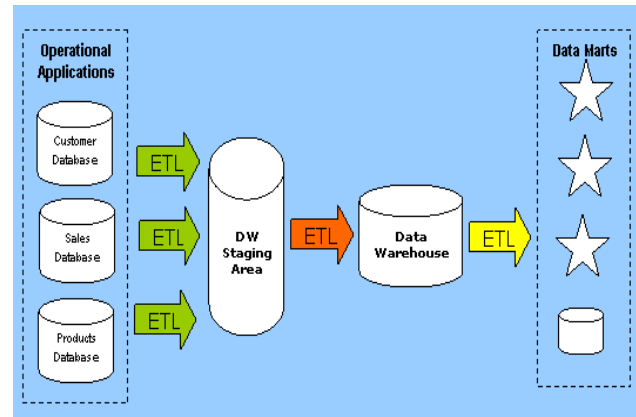 Operational
Applications
Data Marts
Customer
Database
ETL
Sales
Database
ETL
DW
Staging
Area
ETL
Data
Warehouse
ETL
Products
Database
ETL